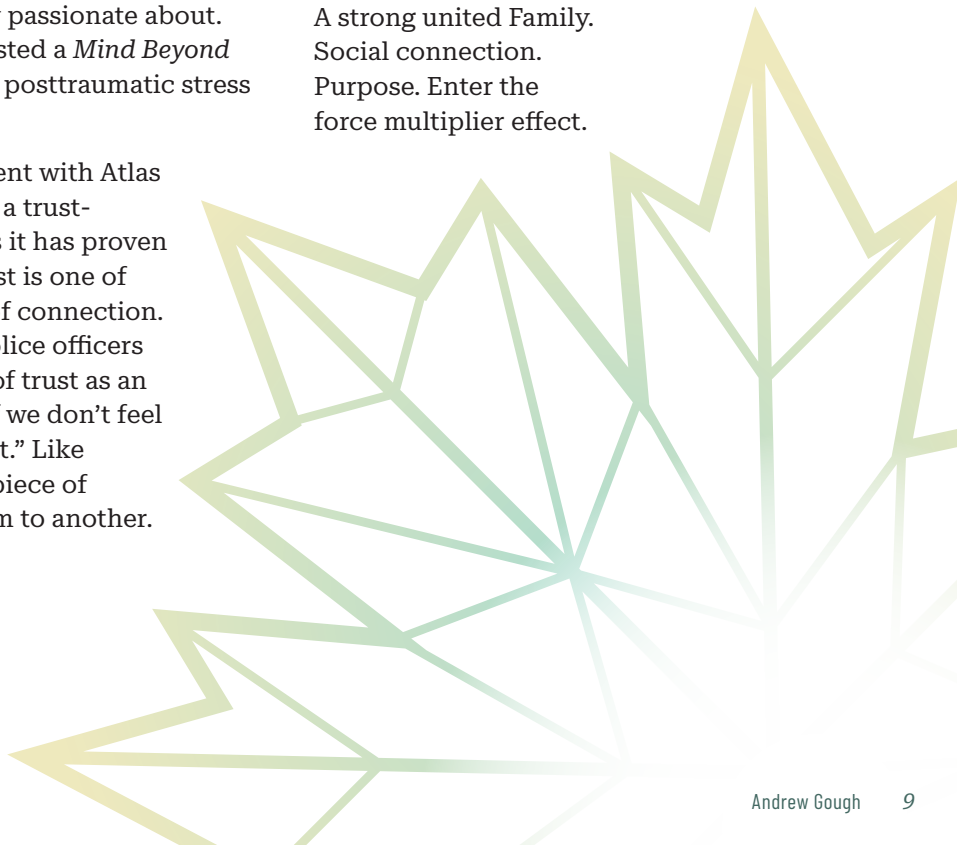 passionate about.
sted a Mind Beyond
posttraumatic stress
ent with Atlas
a trust-
s it has proven
st is one of
f connection.
lice officers
of trust as an
we don’t feel
t.” Like
piece of
m to another.
A strong united Family.
Social connection.
Purpose. Enter the
force multiplier effect.
Andrew Gough 9